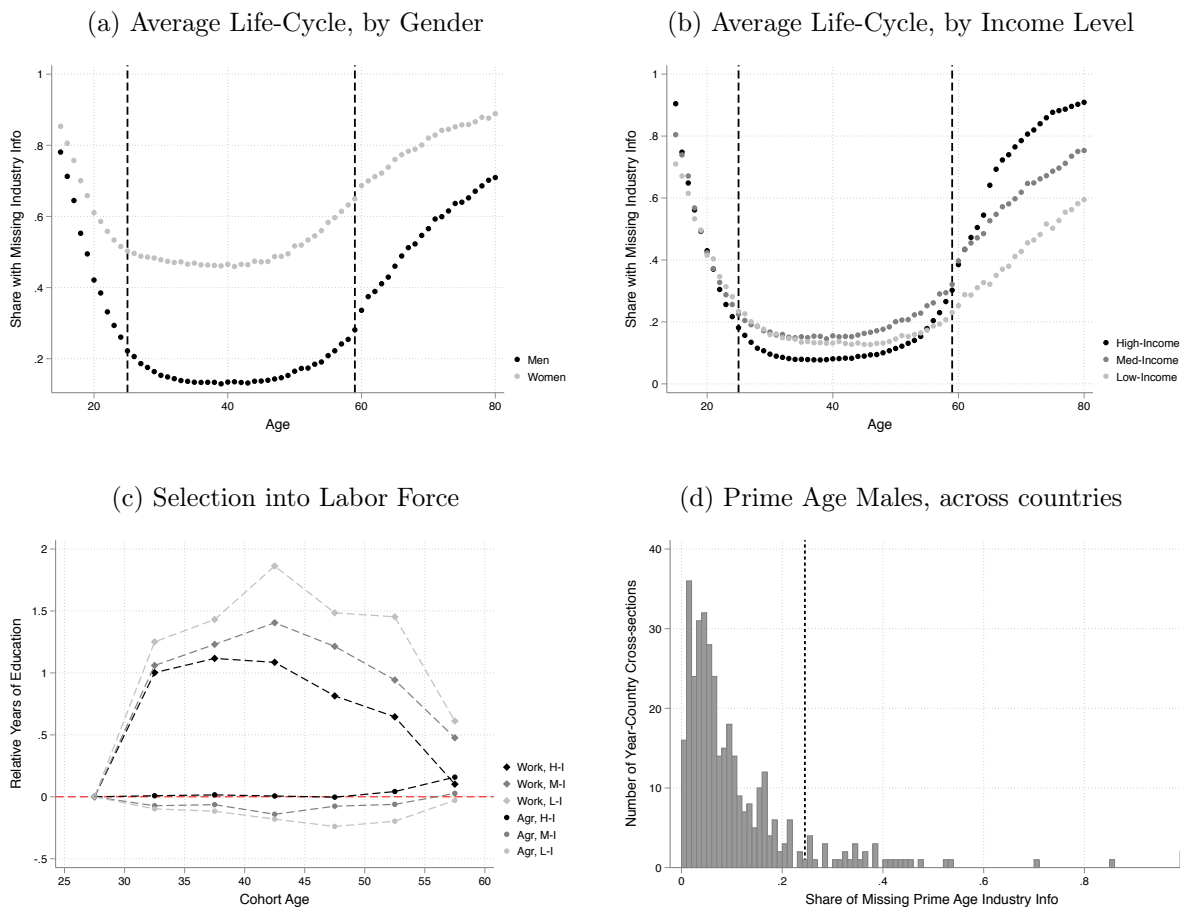 (a) Average Life-Cycle, by Gender
1
.8
.6
.4
.2
20
40
60
80
Share with Missing Industry Info
Age
Men
Women
(b) Average Life-Cycle, by Income Level
1
.8
.6
.4
.2
0
20
40
60
80
Share with Missing Industry Info
Age
High-Income
Med-Income
Low-Income
(c) Selection into Labor Force
2
1.5
1
.5
0
-.5
25
30
35
40
45
50
55
60
Relative Years of Education
Cohort Age
Work, H-I
Work, M-I
Work, L-I
Agr, H-I
Agr, M-I
Agr, L-I
(d) Prime Age Males, across countries
40
30
20
10
0
0
.2
.4
.6
.8
Number of Year-Country Cross-sections
Share of Missing Prime Age Industry Info